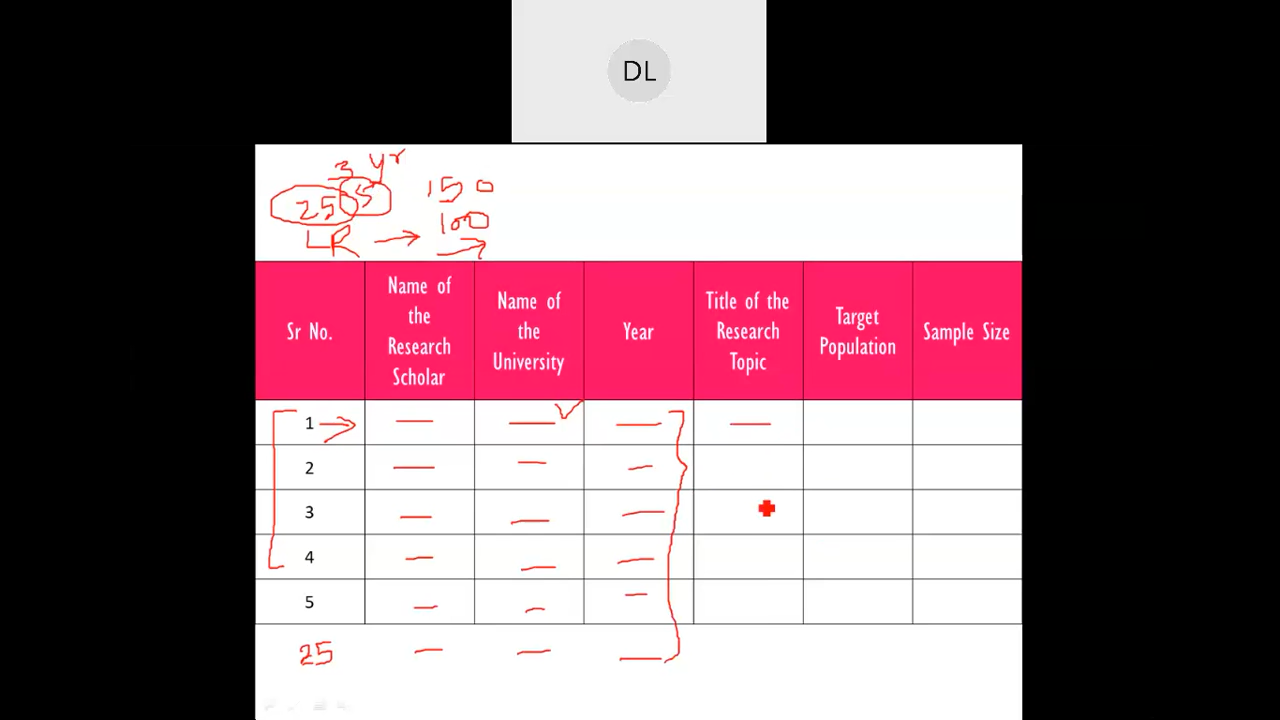 DL
3 yr
25 5 150
100
LR →
Sr No.
Name of the Research Scholar
Name of the University
Year
Title of the Research Topic
Target Population
Sample Size
1
2
3
4
5
25